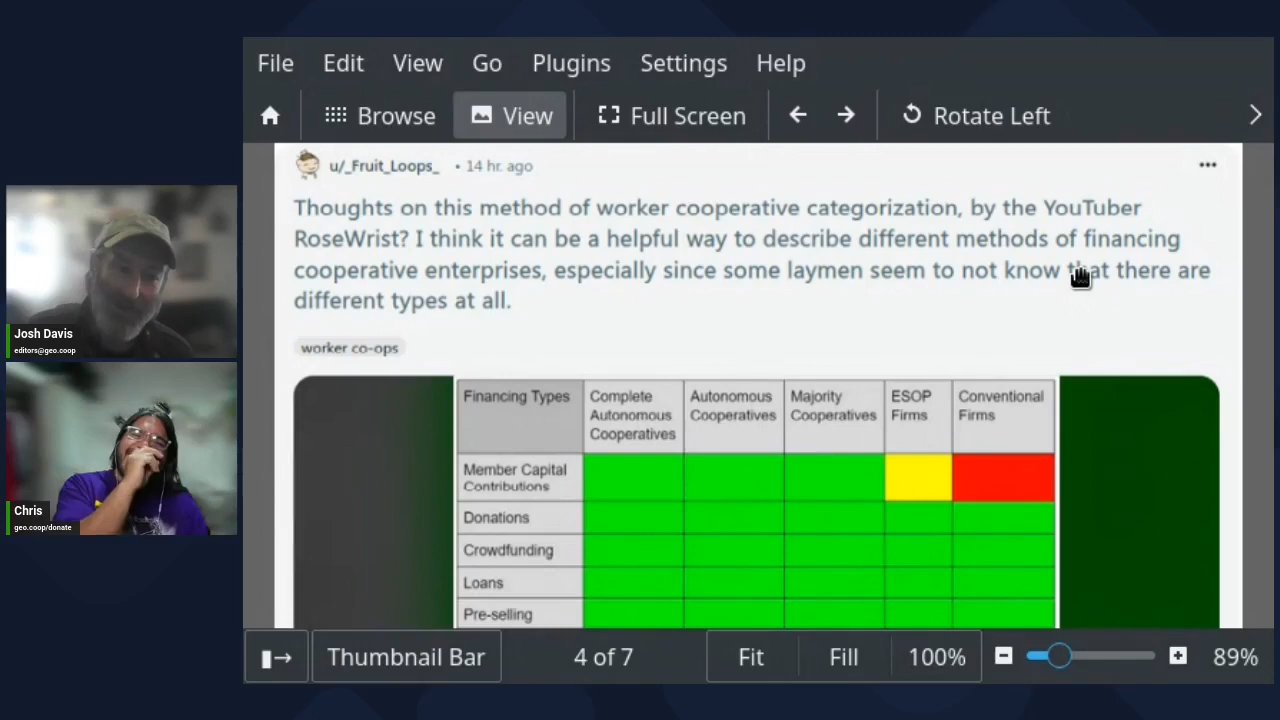 File Edit View Go Plugins Settings Help
Browse View Full Screen Rotate Left
u/_Fruit_Loops_ • 14 hr. ago
Thoughts on this method of worker cooperative categorization, by the YouTuber
RoseWrist? I think it can be a helpful way to describe different methods of financing
cooperative enterprises, especially since some laymen seem to not know that there are
different types at all.
worker co-ops
Financing Types
Complete
Autonomous
Cooperatives
Autonomous
Cooperatives
Majority
Cooperatives
ESOP
Firms
Conventional
Firms
Member Capital
Contributions
Donations
Crowdfunding
Loans
Pre-selling
Thumbnail Bar 4 of 7 Fit Fill 100% 89%
Josh Davis
editors@geo.coop
Chris
geo.coop/donate